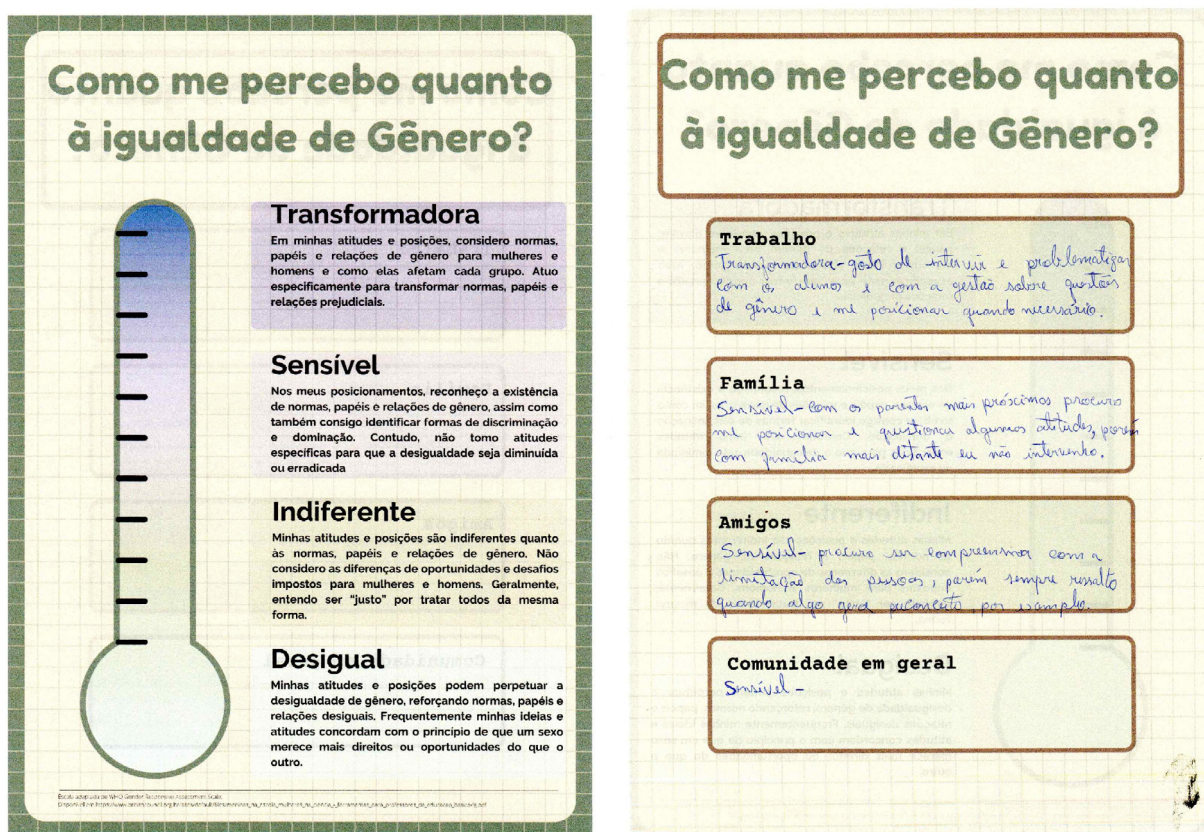 Como me percebo quanto
à igualdade de Gênero?
Transformadora
Em minhas atitudes e posições, considero normas,
papéis e relações de gênero para mulheres e
homens e como elas afetam cada grupo. Atuo
especificamente para transformar normas, papéis e
relações prejudiciais.
Sensível
Nos meus posicionamentos, reconheço a existência
de normas, papéis e relações de gênero, assim como
também consigo identificar formas de discriminação
e dominação. Contudo, não tomo atitudes
específicas para que a desigualdade seja diminuída
ou erradicada
Indiferente
Minhas atitudes e posições são indiferentes quanto
às normas, papéis e relações de gênero. Não
considero as diferenças de oportunidades e desafios
impostos para mulheres e homens. Geralmente,
entendo ser “justo” por tratar todos da mesma
forma.
Desigual
Minhas atitudes e posições podem perpetuar a
desigualdade de gênero, reforçando normas, papéis e
relações desiguais. Frequentemente minhas ideias e
atitudes concordam com o princípio de que um sexo
merece mais direitos ou oportunidades do que o
outro.
Escala adaptada de WHO Gender Responsive Assessment Scale.
Como me percebo quanto
à igualdade de Gênero?
Trabalho
Transformadora - gosto de intervir e problematizar
com os alunos e com a gestão sobre questões
de gênero e me posicionar quando necessário.
Família
Sensível - Com os parentes mais próximos procuro
me posicionar e questionar algumas atitudes, porém
com família mais distante eu não intervenho.
Amigos
Sensível - procuro ser compreensiva com a
limitação das pessoas, porém sempre ressalto
quando algo gera preconceito, por exemplo.
Comunidade em geral
Sensível -